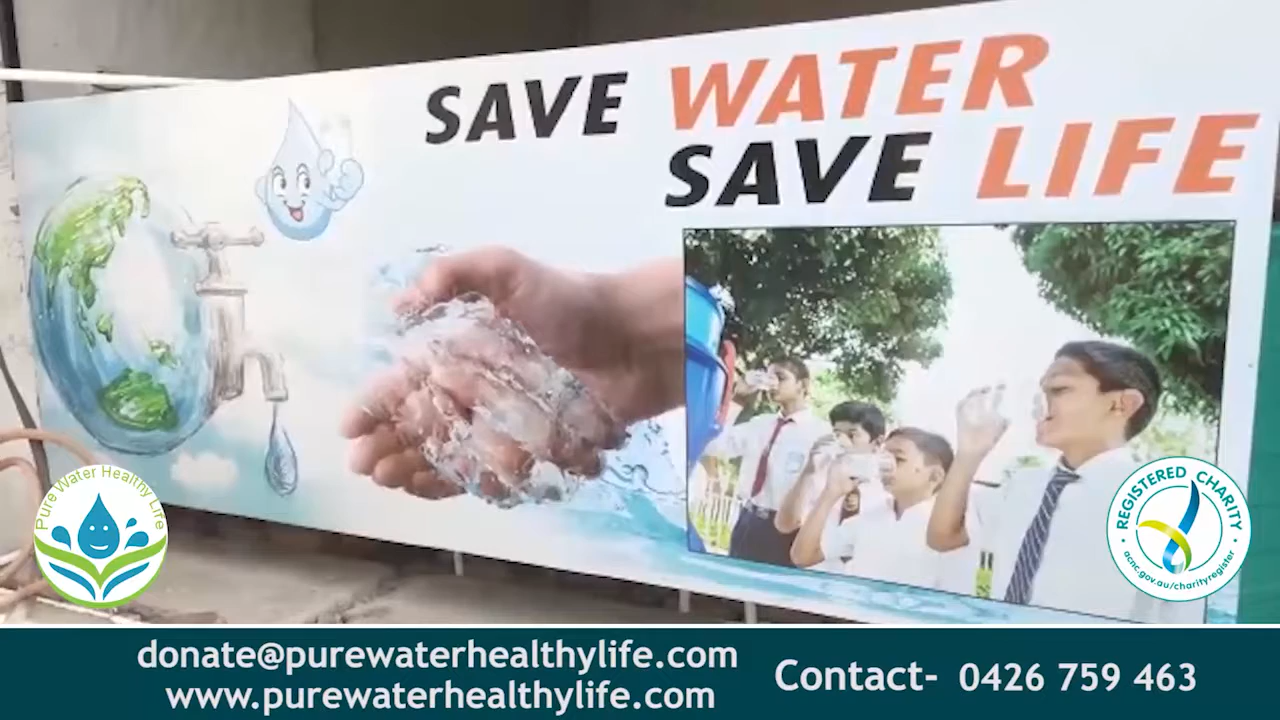 SAVE WATER
SAVE LIFE
Pure Water Healthy Life
REGISTERED CHARITY
acnc.gov.au/charityregister
donate@purewaterhealthylife.com
www.purewaterhealthylife.com
Contact- 0426 759 463